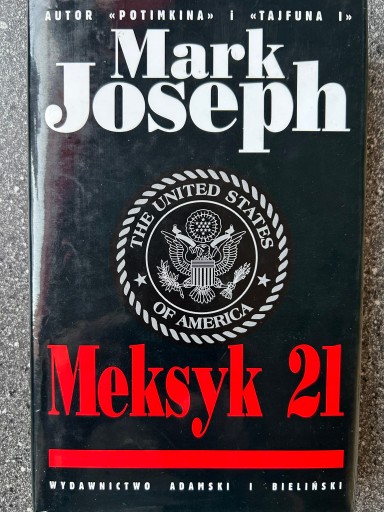 AUTOR «POTIMKINA» i «TAJFUNA I»
Mark
Joseph
THE UNITED STATES
OF AMERICA
Meksyk 21
WYDAWNICTWO ADAMSKI I BIELIŃSKI